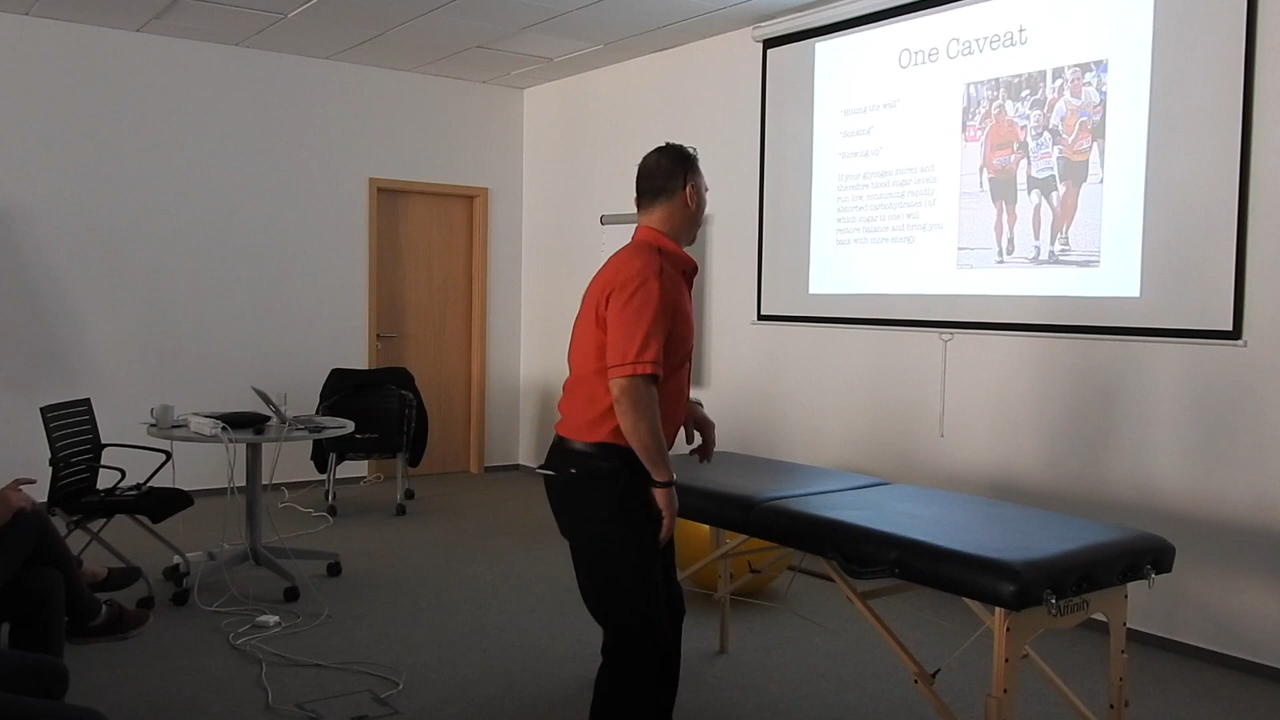 One Caveat
"Hitting the wall"
"Bonking"
"Blowing up"
If your glycogen stores and
therefore blood sugar levels
run low, consuming rapidly
absorbed carbohydrates (of
which sugar is one) will
restore balance and bring you
back with more energy
Affinity